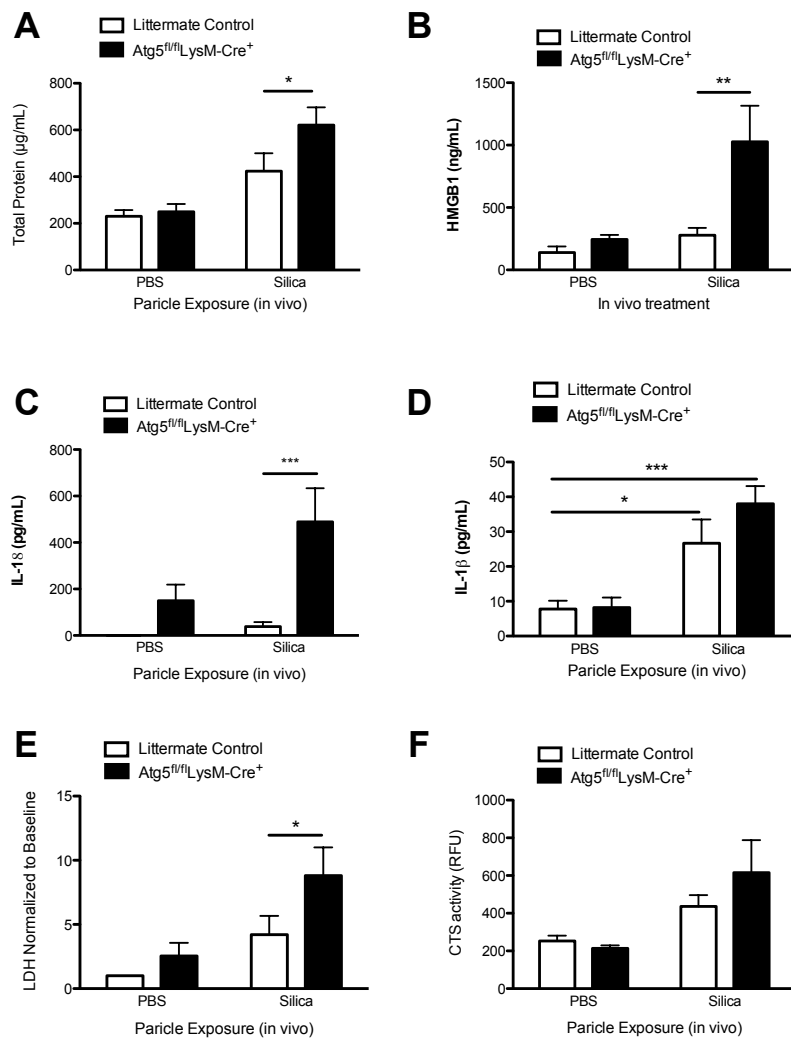 A
Littermate Control
Atg5fl/flLysM-Cre+
Total Protein (µg/mL)
800
600
400
200
0
*
PBS
Silica
Paricle Exposure (in vivo)
B
Littermate Control
Atg5fl/flLysM-Cre+
HMGB1 (ng/mL)
1500
1000
500
0
**
PBS
Silica
In vivo treatment
C
Littermate Control
Atg5fl/flLysM-Cre+
IL-18 (pg/mL)
800
600
400
200
0
***
PBS
Silica
Paricle Exposure (in vivo)
D
Littermate Control
Atg5fl/flLysM-Cre+
IL-1β (pg/mL)
50
40
30
20
10
0
***
*
PBS
Silica
Paricle Exposure (in vivo)
E
Littermate Control
Atg5fl/flLysM-Cre+
LDH Normalized to Baseline
15
10
5
0
*
PBS
Silica
Paricle Exposure (in vivo)
F
Littermate Control
Atg5fl/flLysM-Cre+
CTS activity (RFU)
1000
800
600
400
200
0
PBS
Silica
Paricle Exposure (in vivo)